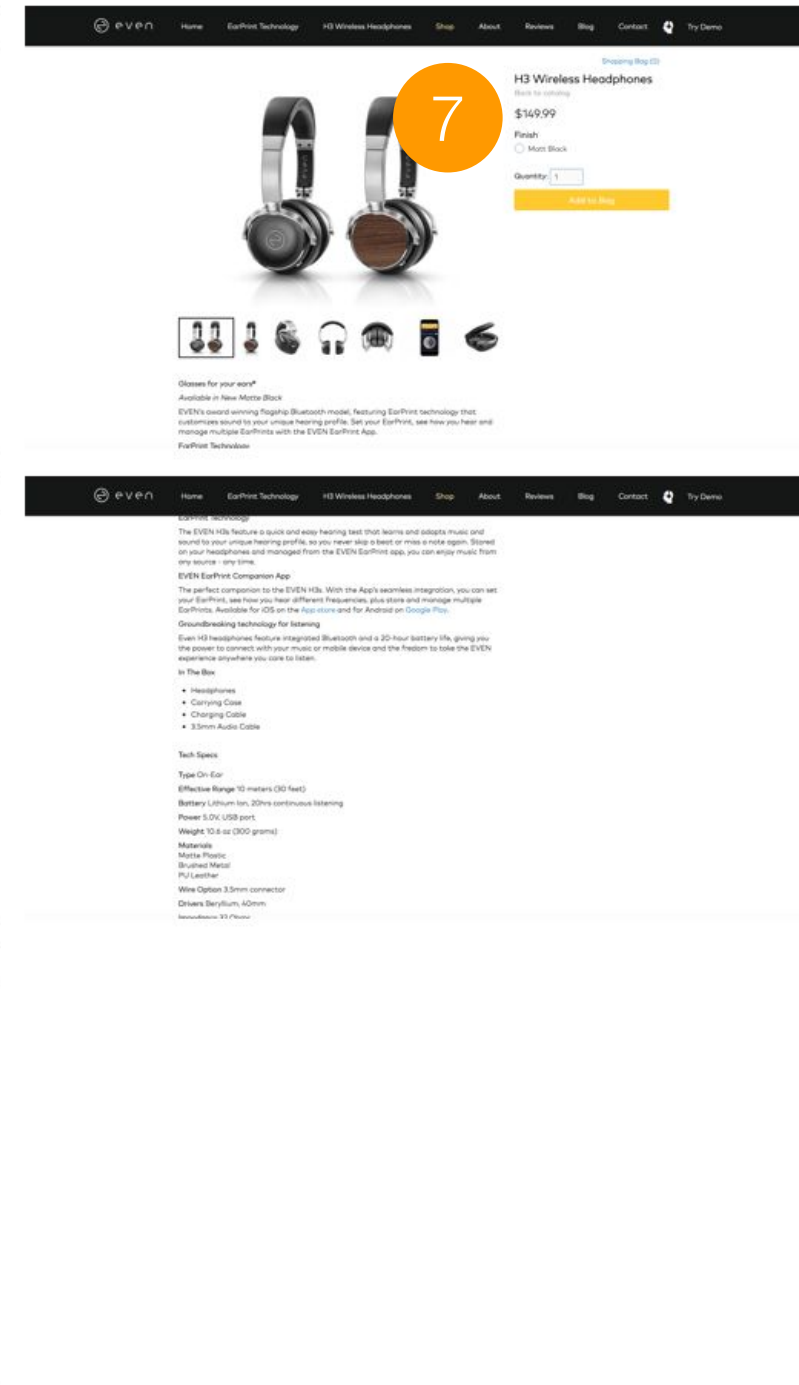 even Home EarPrint Technology H3 Wireless Headphones Shop About Reviews Blog Contact Try Demo
Shopping Bag (0)
H3 Wireless Headphones
Back to catalog
$149.99
Finish
Matt Black
Quantity: 1
Add to Bag
7
even
even
Glasses for your ears®
Available in New Matte Black
EVEN's award winning flagship Bluetooth model, featuring EarPrint technology that
customizes sound to your unique hearing profile. Set your EarPrint, see how you hear and
manage multiple EarPrints with the EVEN EarPrint App.
EarPrint Technology
even Home EarPrint Technology H3 Wireless Headphones Shop About Reviews Blog Contact Try Demo
EarPrint Technology
The EVEN H3s feature a quick and easy hearing test that learns and adapts music and
sound to your unique hearing profile, so you never skip a beat or miss a note again. Stored
on your headphones and managed from the EVEN EarPrint app, you can enjoy music from
any source - any time.
EVEN EarPrint Companion App
The perfect companion to the EVEN H3s. With the App's seamless integration, you can set
your EarPrint, see how you hear different frequencies, plus store and manage multiple
EarPrints. Available for iOS on the App store and for Android on Google Play.
Groundbreaking technology for listening
Even H3 headphones feature integrated Bluetooth and a 20-hour battery life, giving you
the power to connect with your music or mobile device and the fredom to take the EVEN
experience anywhere you care to listen.
In The Box
• Headphones
• Carrying Case
• Charging Cable
• 3.5mm Audio Cable
Tech Specs
Type On-Ear
Effective Range 10 meters (30 feet)
Battery Lithium Ion, 20hrs continuous listening
Power 5.0V, USB port
Weight 10.6 oz (300 grams)
Materials
Matte Plastic
Brushed Metal
PU Leather
Wire Option 3.5mm connector
Drivers Beryllium, 40mm
Impedance 32 Ohms